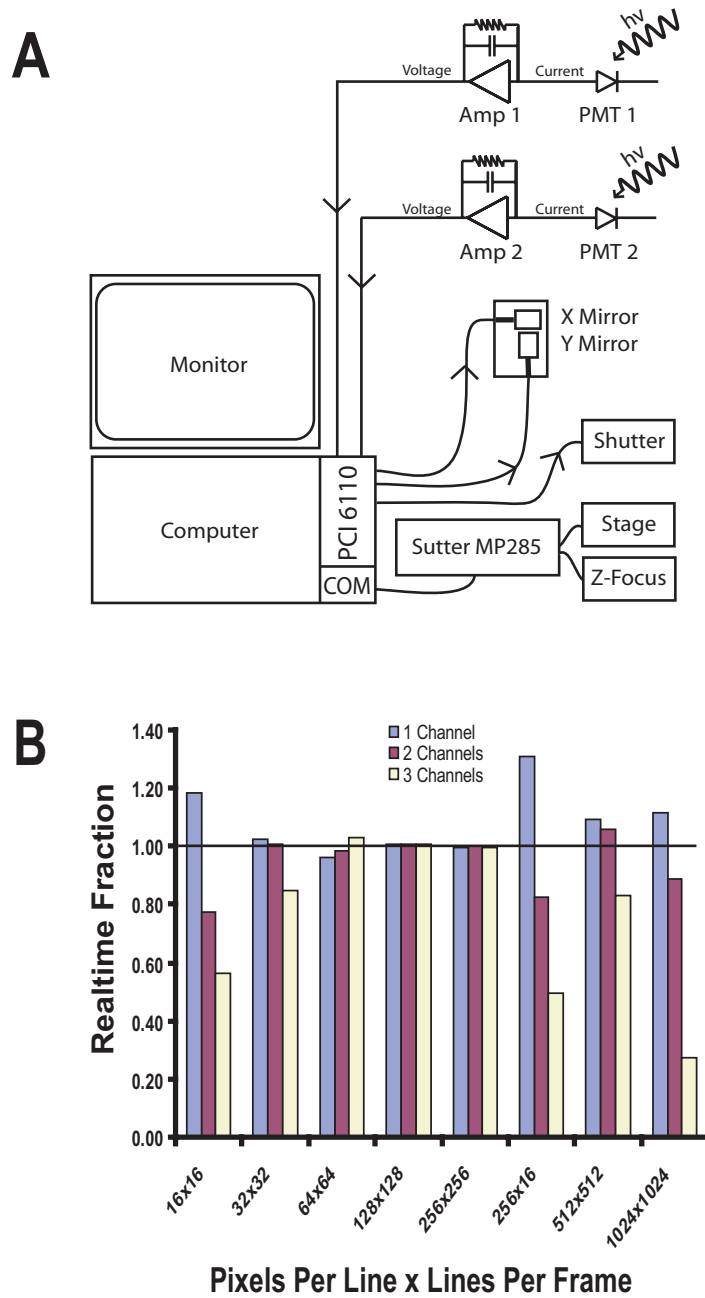 A
hν
Voltage
Current
Amp 1
PMT 1
hν
Voltage
Current
Amp 2
PMT 2
X Mirror
Y Mirror
Monitor
Shutter
Computer
PCI 6110
COM
Sutter MP285
Stage
Z-Focus
B
Realtime Fraction
1.40
1.20
1.00
0.80
0.60
0.40
0.20
0.00
1 Channel
2 Channels
3 Channels
16x16
32x32
64x64
128x128
256x256
256x16
512x512
1024x1024
Pixels Per Line x Lines Per Frame